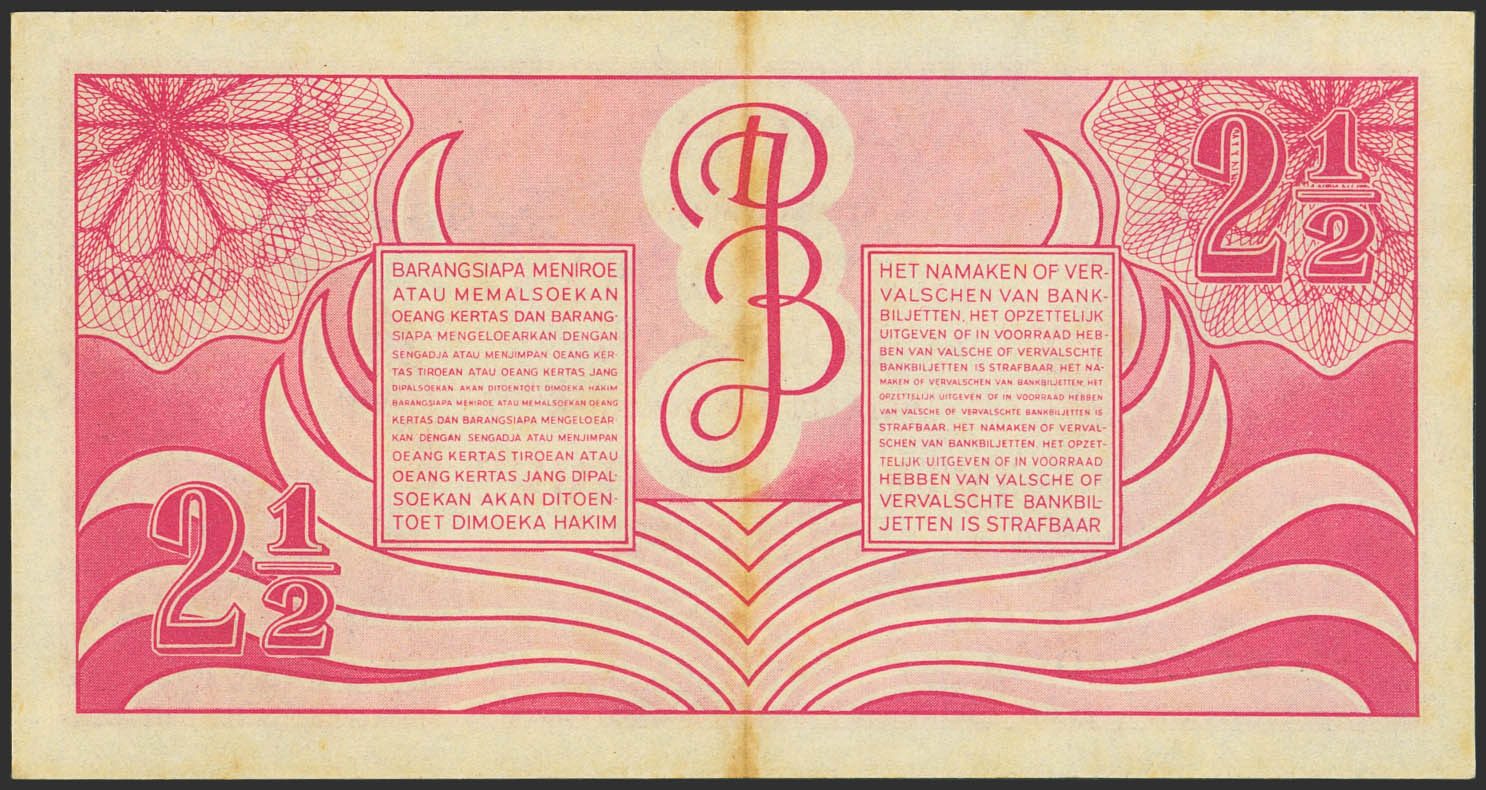 2 1/2
BARANGSIAPA MENIROE
ATAU MEMALSOEKAN
OEANG KERTAS DAN BARANG-
SIAPA MENGELOEARKAN DENGAN
SENGADJA ATAU MENJIMPAN OEANG KER-
TAS TIROEAN ATAU OEANG KERTAS JANG
DIPALSOEKAN, AKAN DITOENTOET DIMOEKA HAKIM
BARANGSIAPA MENIROE ATAU MEMALSOEKAN OEANG
KERTAS DAN BARANGSIAPA MENGELOEAR-
KAN DENGAN SENGADJA ATAU MENJIMPAN
OEANG KERTAS TIROEAN ATAU
OEANG KERTAS JANG DIPAL-
SOEKAN AKAN DITOEN-
TOET DIMOEKA HAKIM
HET NAMAKEN OF VER-
VALSCHEN VAN BANK-
BILJETTEN, HET OPZETTELIJK
UITGEVEN OF IN VOORRAAD HEB-
BEN VAN VALSCHE OF VERVALSCHTE
BANKBILJETTEN IS STRAFBAAR. HET NA-
MAKEN OF VERVALSCHEN VAN BANKBILJETTEN, HET
OPZETTELIJK UITGEVEN OF IN VOORRAAD HEBBEN
VAN VALSCHE OF VERVALSCHTE BANKBILJETTEN IS
STRAFBAAR. HET NAMAKEN OF VERVAL-
SCHEN VAN BANKBILJETTEN, HET OPZET-
TELIJK UITGEVEN OF IN VOORRAAD
HEBBEN VAN VALSCHE OF
VERVALSCHTE BANKBIL-
JETTEN IS STRAFBAAR
2 1/2